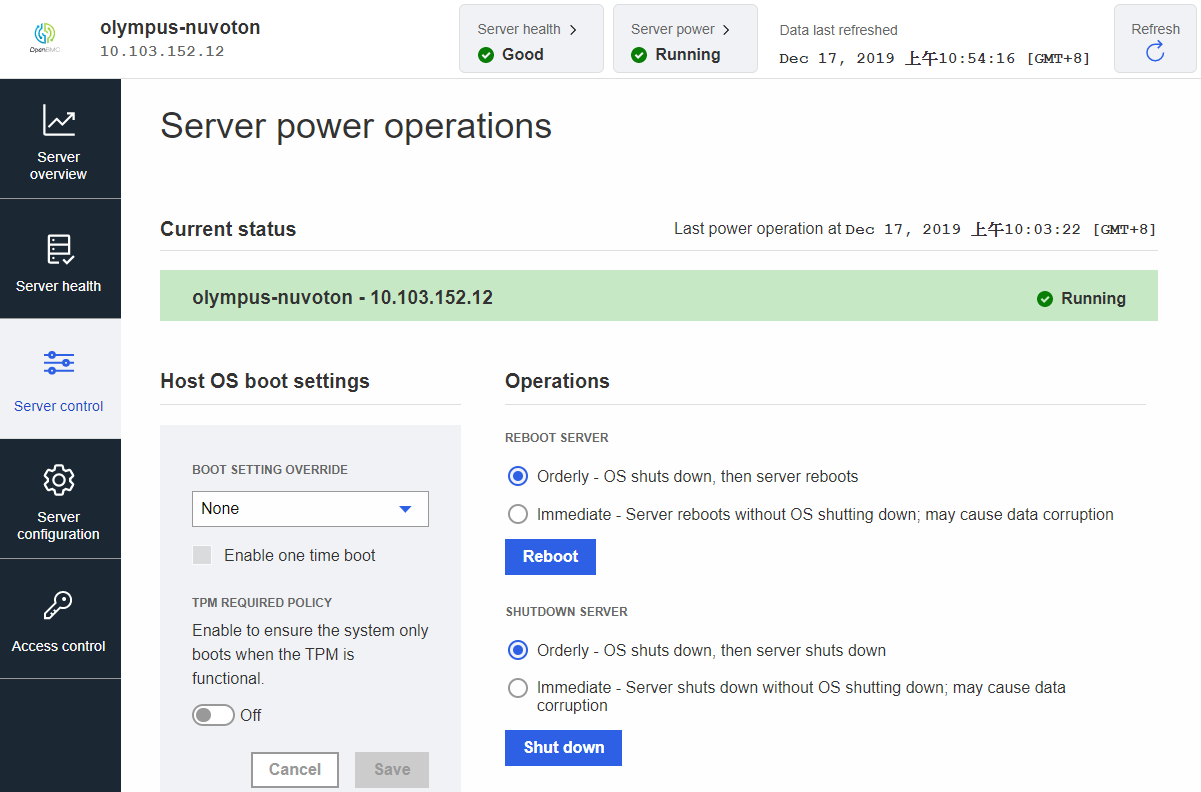 OpenBMC
olympus-nuvoton
10.103.152.12
Server health
Good
Server power
Running
Data last refreshed
Dec 17, 2019 上午10:54:16 [GMT+8]
Refresh
Server
overview
Server health
Server control
Server
configuration
Access control
Server power operations
Current status
Last power operation at Dec 17, 2019 上午10:03:22 [GMT+8]
olympus-nuvoton - 10.103.152.12
Running
Host OS boot settings
BOOT SETTING OVERRIDE
None
Enable one time boot
TPM REQUIRED POLICY
Enable to ensure the system only
boots when the TPM is
functional.
Off
Cancel
Save
Operations
REBOOT SERVER
Orderly - OS shuts down, then server reboots
Immediate - Server reboots without OS shutting down; may cause data corruption
Reboot
SHUTDOWN SERVER
Orderly - OS shuts down, then server shuts down
Immediate - Server shuts down without OS shutting down; may cause data
corruption
Shut down